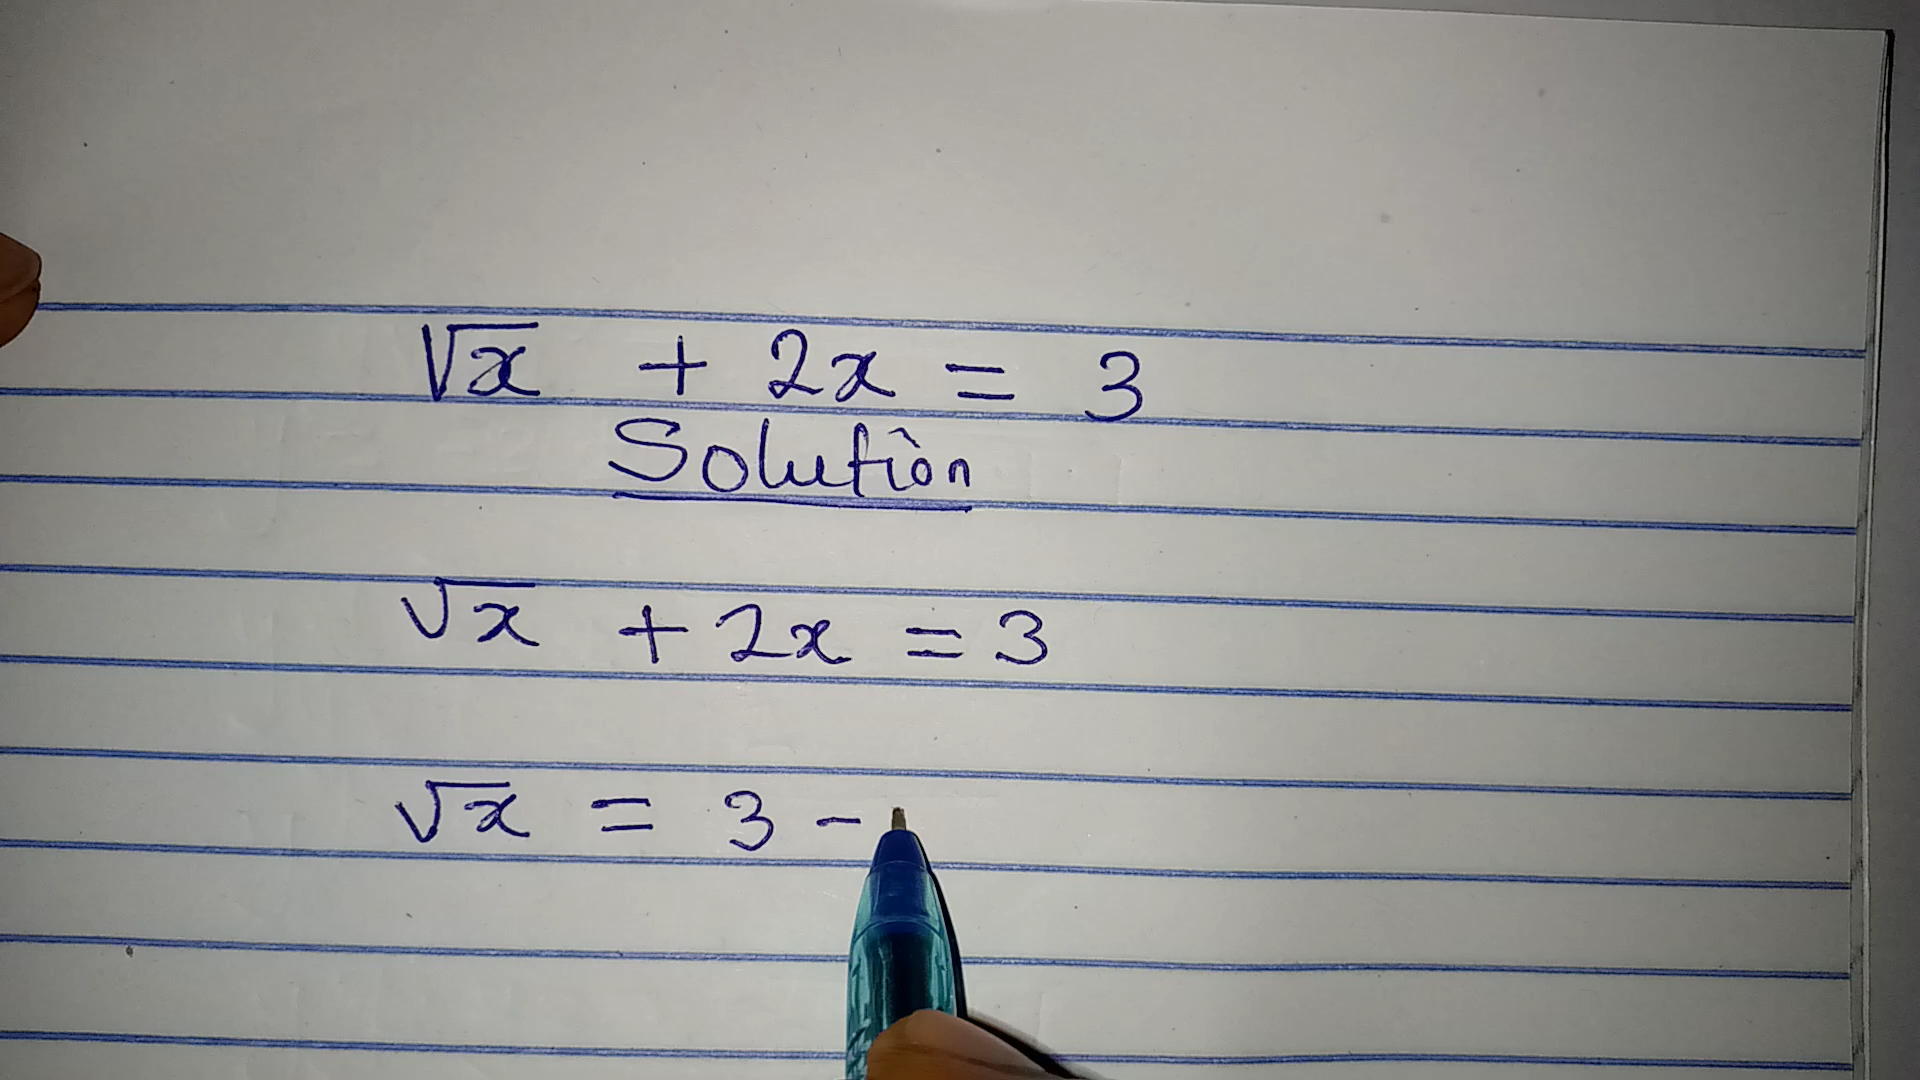 √x + 2x = 3
Solution
√x + 2x = 3
√x = 3 -